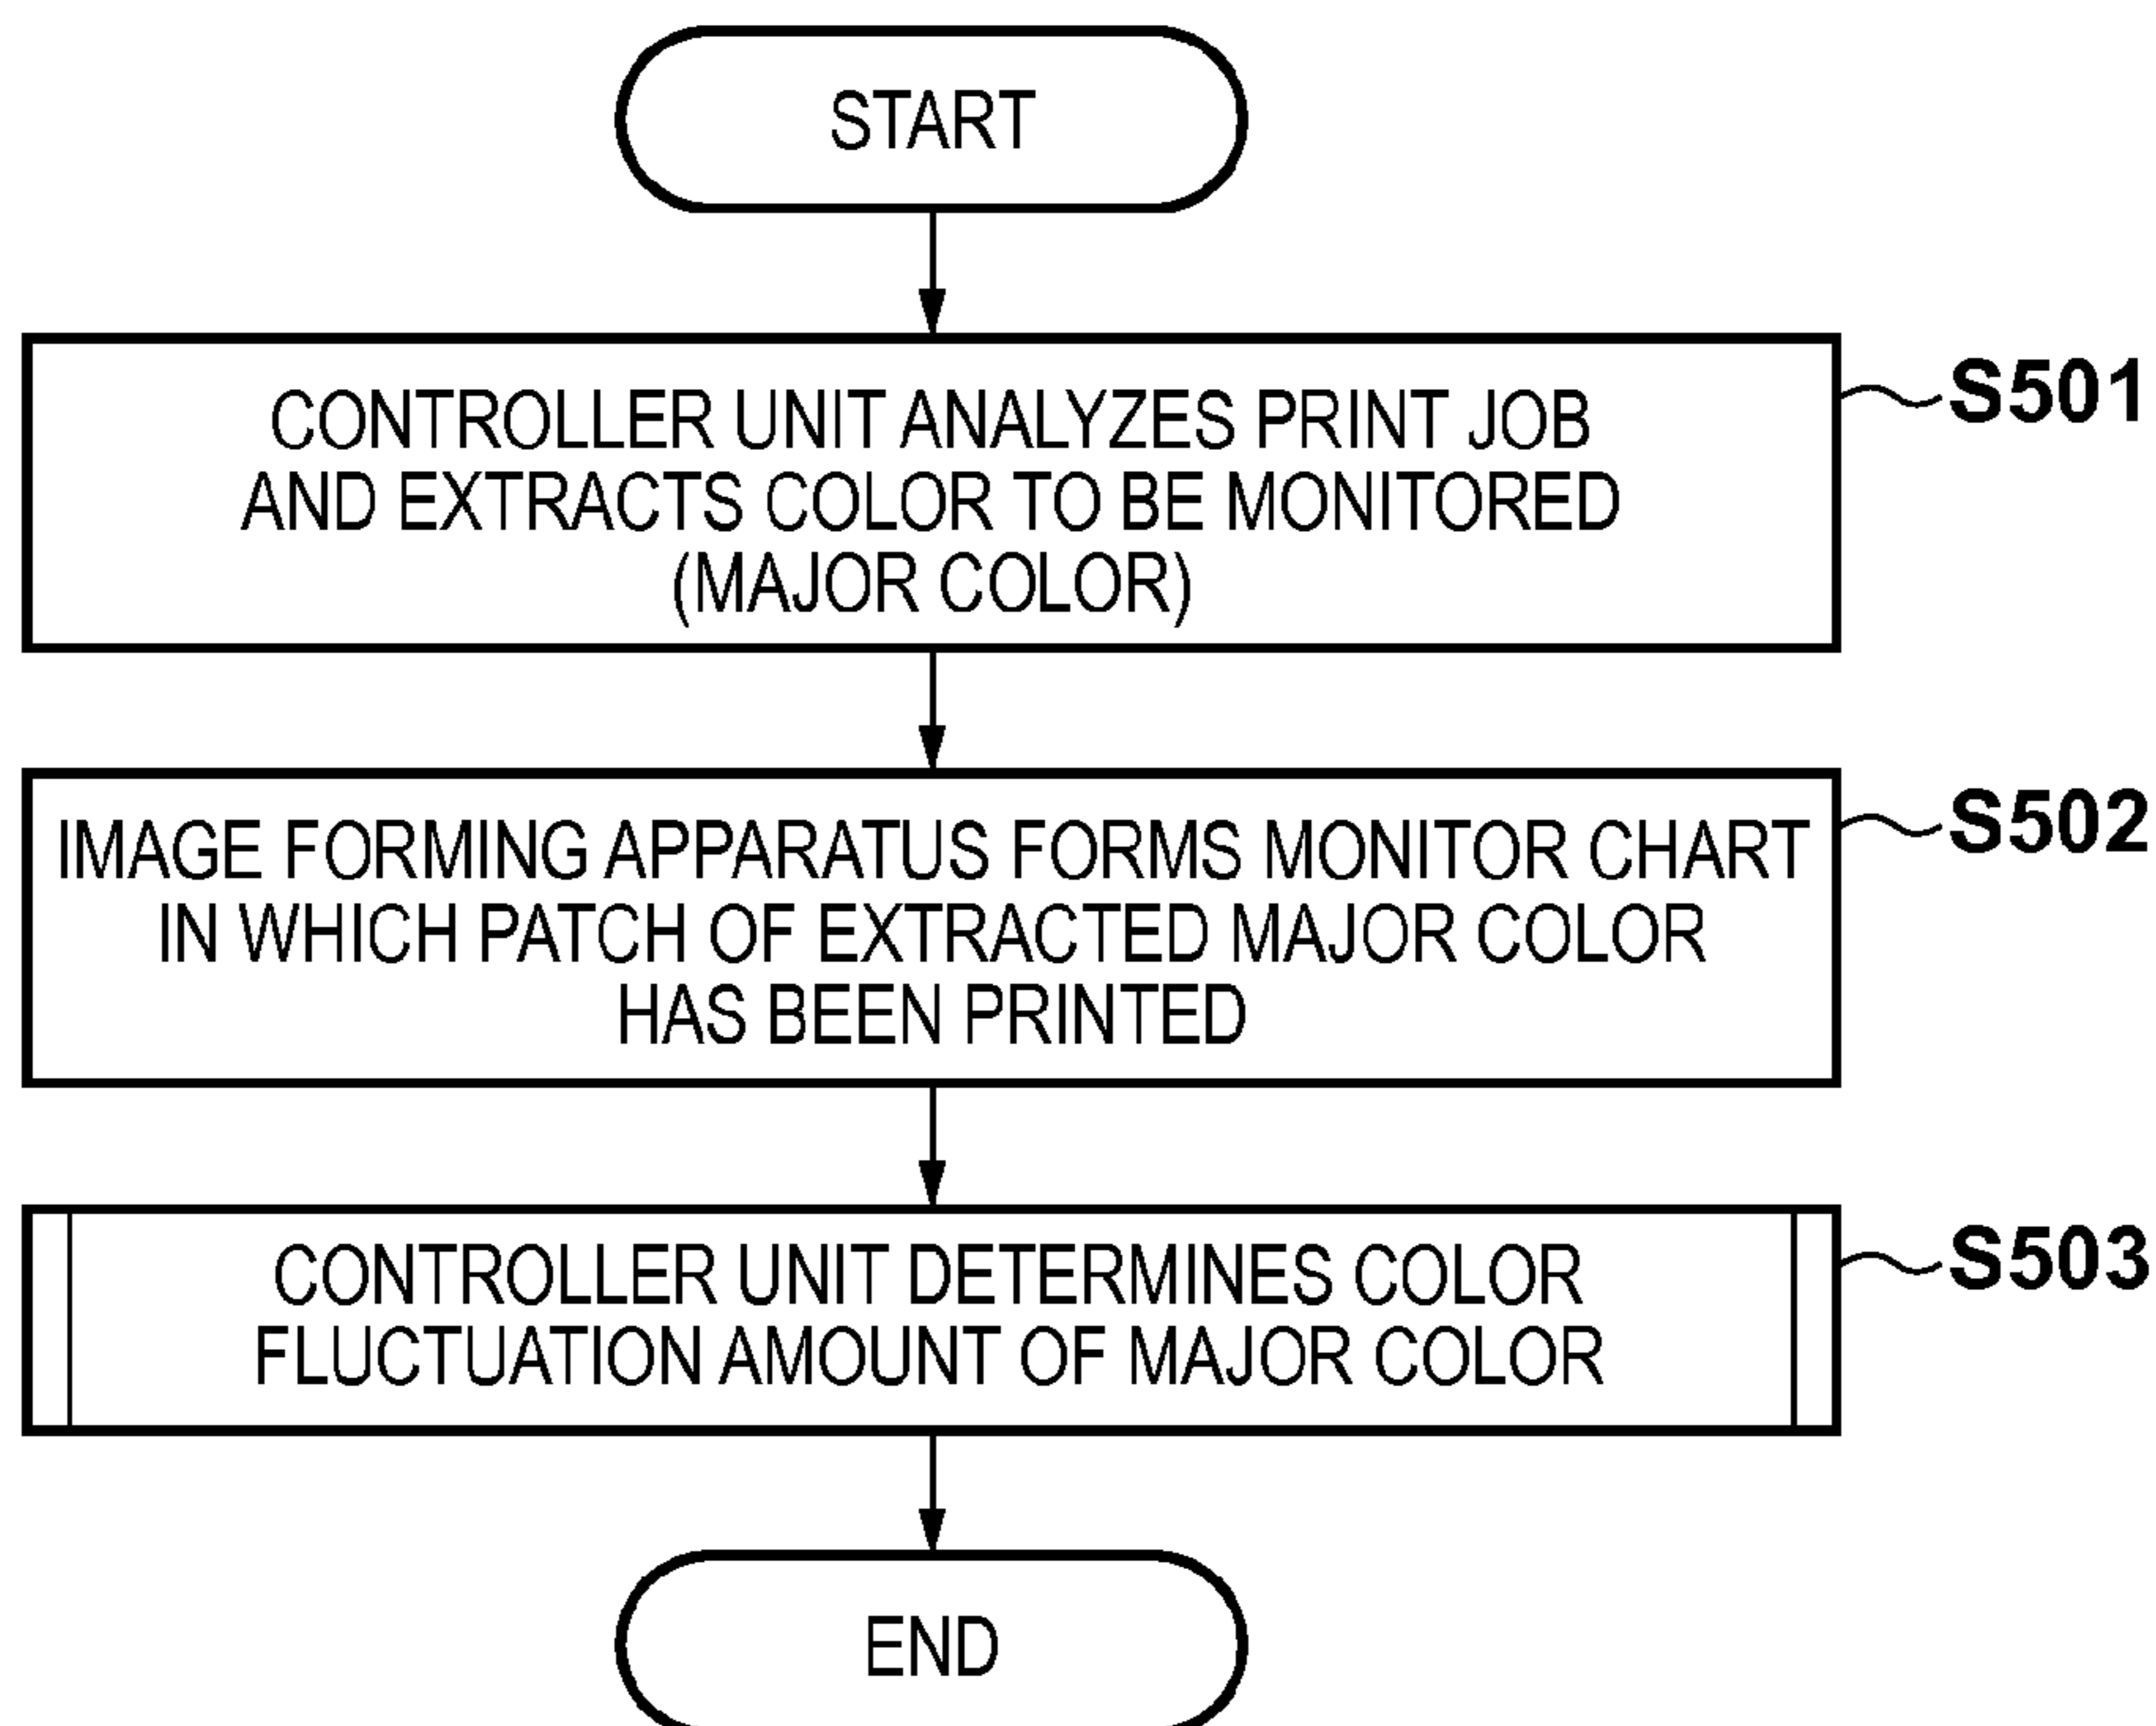 START
CONTROLLER UNIT ANALYZES PRINT JOB
AND EXTRACTS COLOR TO BE MONITORED
(MAJOR COLOR)
S501
IMAGE FORMING APPARATUS FORMS MONITOR CHART
IN WHICH PATCH OF EXTRACTED MAJOR COLOR
HAS BEEN PRINTED
S502
CONTROLLER UNIT DETERMINES COLOR
FLUCTUATION AMOUNT OF MAJOR COLOR
S503
END